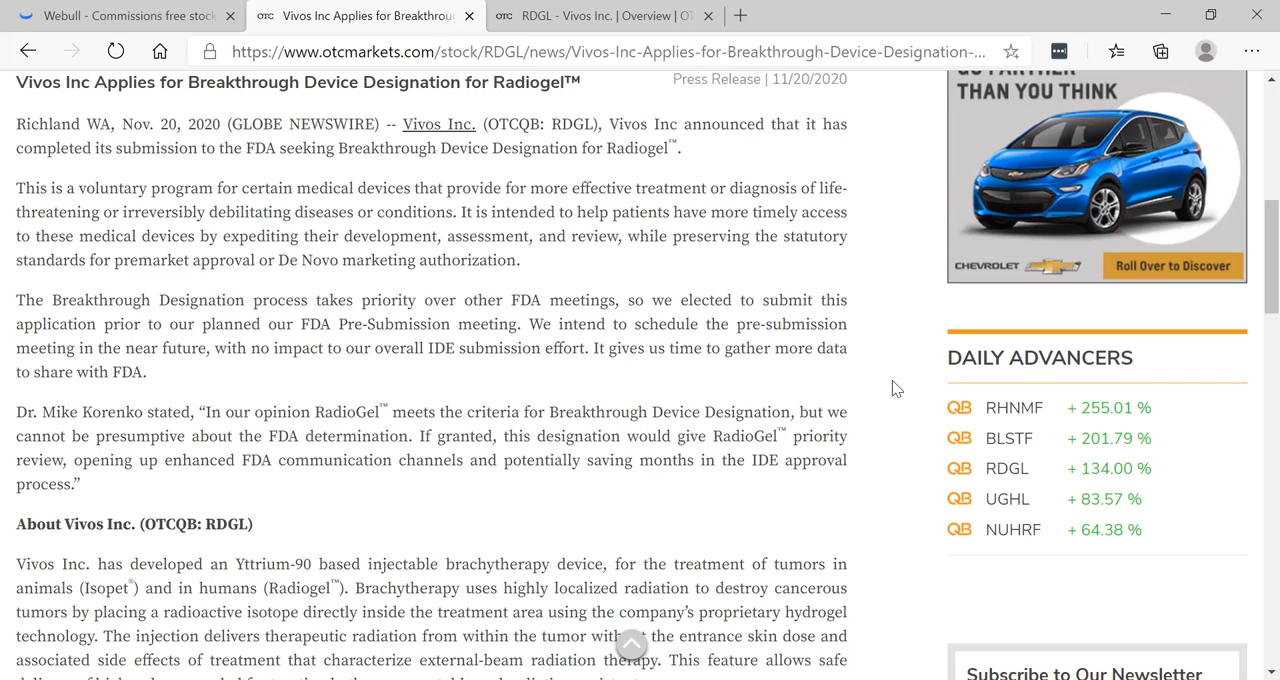 Webull - Commissions free stock
OTC Vivos Inc Applies for Breakthrou
OTC RDGL - Vivos Inc. | Overview | OT
https://www.otcmarkets.com/stock/RDGL/news/Vivos-Inc-Applies-for-Breakthrough-Device-Designation-...
Vivos Inc Applies for Breakthrough Device Designation for Radiogel™
Press Release | 11/20/2020
Richland WA, Nov. 20, 2020 (GLOBE NEWSWIRE) -- Vivos Inc. (OTCQB: RDGL), Vivos Inc announced that it has
completed its submission to the FDA seeking Breakthrough Device Designation for Radiogel™.
This is a voluntary program for certain medical devices that provide for more effective treatment or diagnosis of life-
threatening or irreversibly debilitating diseases or conditions. It is intended to help patients have more timely access
to these medical devices by expediting their development, assessment, and review, while preserving the statutory
standards for premarket approval or De Novo marketing authorization.
The Breakthrough Designation process takes priority over other FDA meetings, so we elected to submit this
application prior to our planned our FDA Pre-Submission meeting. We intend to schedule the pre-submission
meeting in the near future, with no impact to our overall IDE submission effort. It gives us time to gather more data
to share with FDA.
Dr. Mike Korenko stated, “In our opinion RadioGel™ meets the criteria for Breakthrough Device Designation, but we
cannot be presumptive about the FDA determination. If granted, this designation would give RadioGel™ priority
review, opening up enhanced FDA communication channels and potentially saving months in the IDE approval
process.”
About Vivos Inc. (OTCQB: RDGL)
Vivos Inc. has developed an Yttrium-90 based injectable brachytherapy device, for the treatment of tumors in
animals (Isopet®) and in humans (Radiogel™). Brachytherapy uses highly localized radiation to destroy cancerous
tumors by placing a radioactive isotope directly inside the treatment area using the company’s proprietary hydrogel
technology. The injection delivers therapeutic radiation from within the tumor the entrance skin dose and
associated side effects of treatment that characterize external-beam radiation therapy. This feature allows safe
GO FARTHER
THAN YOU THINK
CHEVROLET
Roll Over to Discover
DAILY ADVANCERS
QB RHNMF + 255.01 %
QB BLSTF + 201.79 %
QB RDGL + 134.00 %
QB UGHL + 83.57 %
QB NUHRF + 64.38 %
Subscribe to Our Newsletter